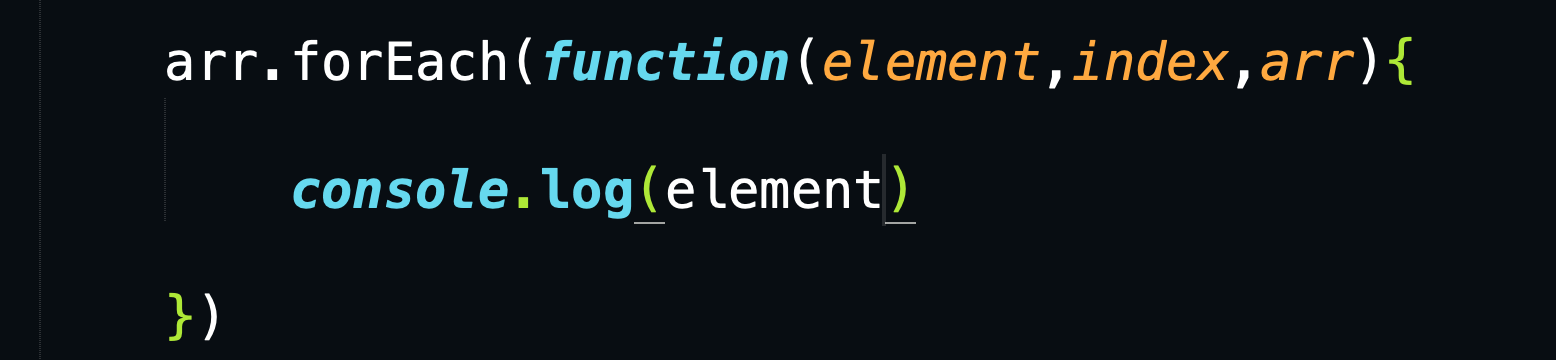 arr.forEach(function(element,index,arr){
console.log(element)
})